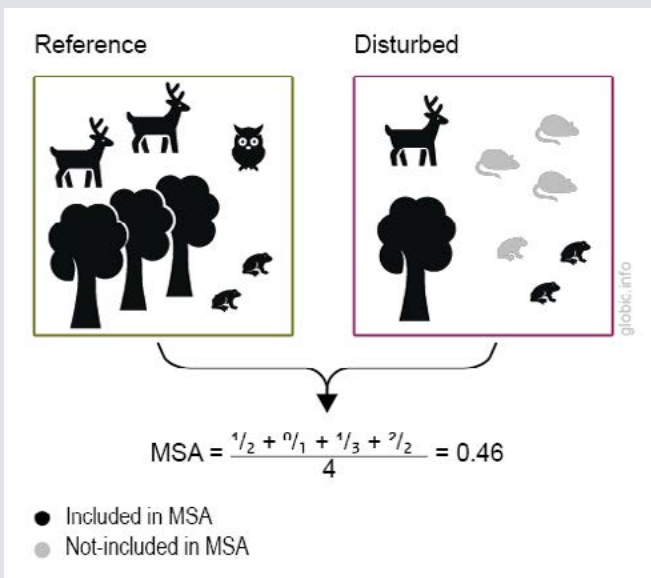 Reference
Disturbed
globic.info
MSA = ¹/₂ + ⁰/₁ + ¹/₃ + ²/₂ / 4 = 0.46
Included in MSA
Not-included in MSA